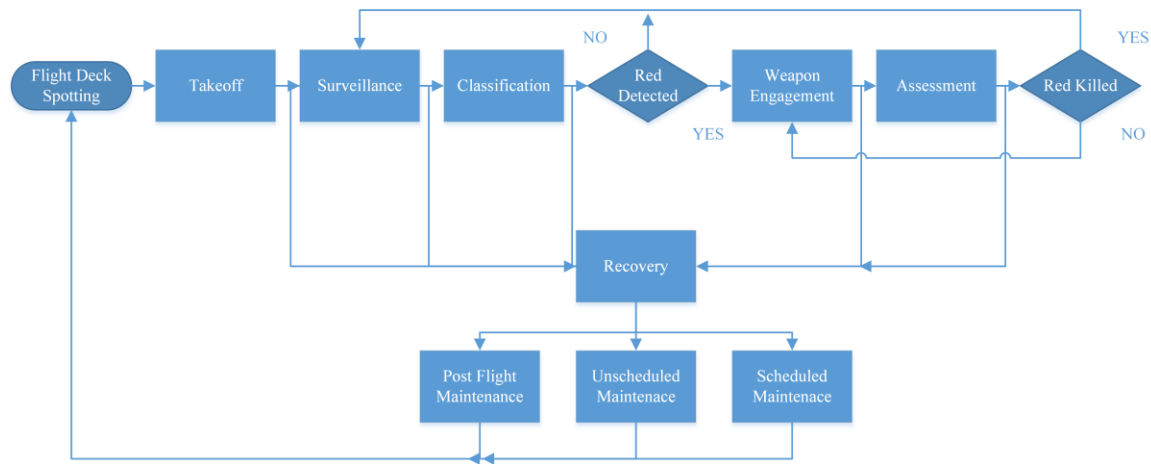 NO
YES
Flight Deck
Spotting
Takeoff
Surveillance
Classification
Red
Detected
Weapon
Engagement
Assessment
Red Killed
YES
NO
Recovery
Post Flight
Maintenance
Unscheduled
Maintenace
Scheduled
Maintenace